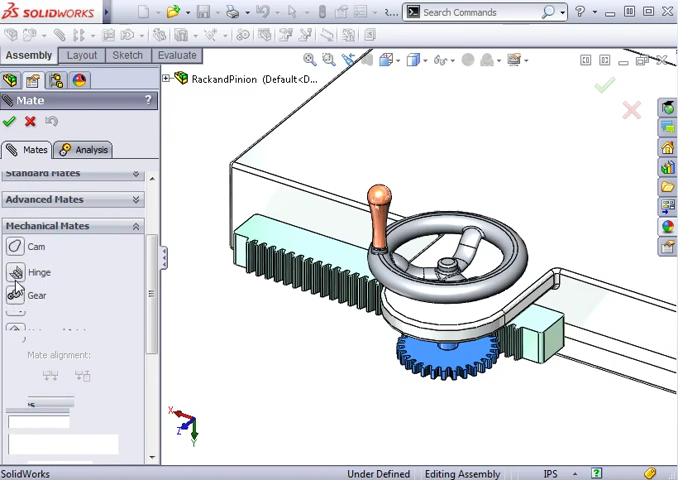 SOLIDWORKS
Search Commands
Assembly Layout Sketch Evaluate
RackandPinion (Default<D...
Mate
?
Mates Analysis
Standard Mates
Advanced Mates
Mechanical Mates
Cam
Hinge
Gear
Mate alignment:
X
Z
Y
SolidWorks Under Defined Editing Assembly IPS